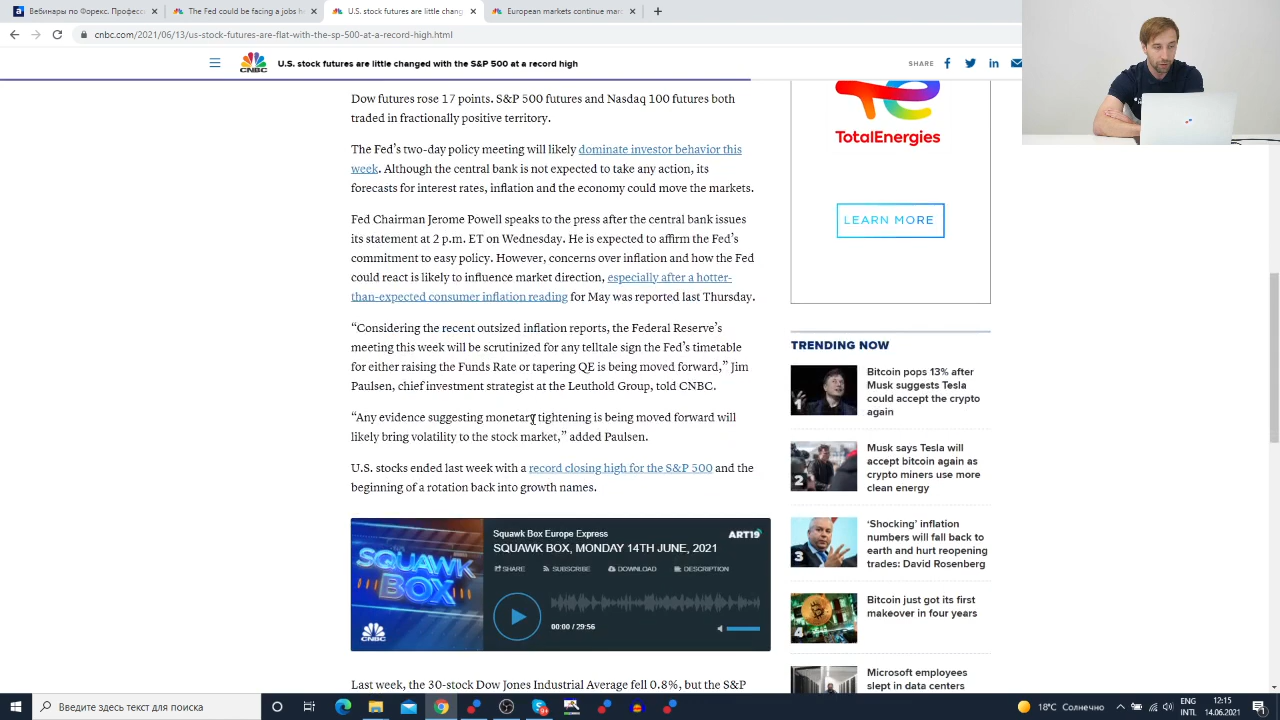 Вебинары по Форекс. Професс
The Fed could be facing a jobs h
U.S. stock futures are little chang
European markets continue mar
cnbc.com/2021/06/13/us-stock-futures-are-flat-with-the-sp-500-at-a-record-high.html
CNBC
U.S. stock futures are little changed with the S&P 500 at a record high
SHARE
Dow futures rose 17 points. S&P 500 futures and Nasdaq 100 futures both
traded in fractionally positive territory.
The Fed’s two-day policy meeting will likely dominate investor behavior this
week. Although the central bank is not expected to take any action, its
forecasts for interest rates, inflation and the economy could move the markets.
Fed Chairman Jerome Powell speaks to the press after the central bank issues
its statement at 2 p.m. ET on Wednesday. He is expected to affirm the Fed’s
commitment to easy policy. However, concerns over inflation and how the Fed
could react is likely to influence market direction, especially after a hotter-
than-expected consumer inflation reading for May was reported last Thursday.
“Considering the recent outsized inflation reports, the Federal Reserve’s
meeting this week will be scrutinized for any telltale sign the Fed’s timetable
for either raising the Funds Rate or tapering QE is being moved forward,” Jim
Paulsen, chief investment strategist at the Leuthold Group, told CNBC.
“Any evidence suggesting monetary tightening is being moved forward will
likely bring volatility to the stock market,” added Paulsen.
U.S. stocks ended last week with a record closing high for the S&P 500 and the
beginning of a rotation back into growth names.
SQUAWK
BOX
CNBC
Squawk Box Europe Express
ART19
SQUAWK BOX, MONDAY 14TH JUNE, 2021
SHARE SUBSCRIBE DOWNLOAD DESCRIPTION
00:00 / 29:56
Last week, the 30-stock Dow Jones Industrial Average fell 0.8%, but the S&P
TotalEnergies
LEARN MORE
TRENDING NOW
1
Bitcoin pops 13% after
Musk suggests Tesla
could accept the crypto
again
2
Musk says Tesla will
accept bitcoin again as
crypto miners use more
clean energy
3
‘Shocking’ inflation
numbers will fall back to
earth and hurt reopening
trades: David Rosenberg
4
Bitcoin just got its first
makeover in four years
Microsoft employees
slept in data centers
Введите здесь текст для поиска
18°C Солнечно
ENG
INTL
12:15
14.06.2021